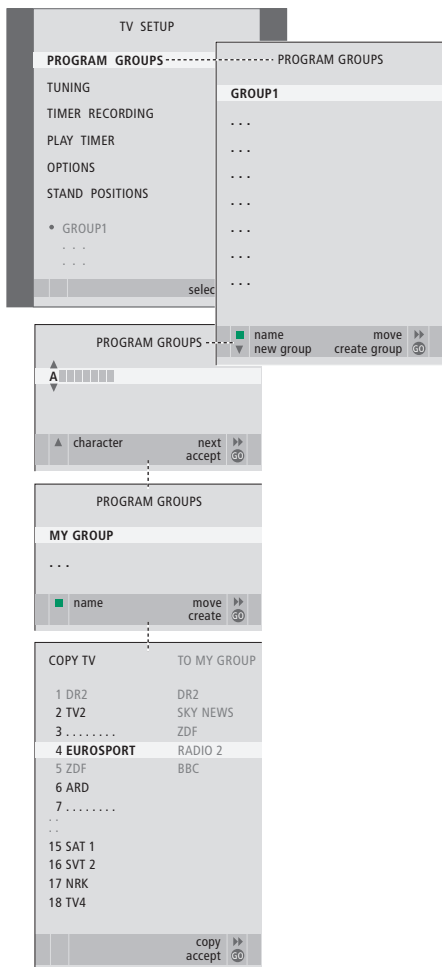 TV SETUP
PROGRAM GROUPS
TUNING
TIMER RECORDING
PLAY TIMER
OPTIONS
STAND POSITIONS
• GROUP1
. . .
. . .
selec
PROGRAM GROUPS
GROUP1
. . .
. . .
. . .
. . .
. . .
. . .
. . .
name move
new group create group GO
PROGRAM GROUPS
A
character next
accept GO
PROGRAM GROUPS
MY GROUP
. . .
name move
create GO
COPY TV TO MY GROUP
1 DR2 DR2
2 TV2 SKY NEWS
3 . . . . . . . . ZDF
4 EUROSPORT RADIO 2
5 ZDF BBC
6 ARD
7 . . . . . . . .
. .
. .
15 SAT 1
16 SVT 2
17 NRK
18 TV4
copy
accept GO